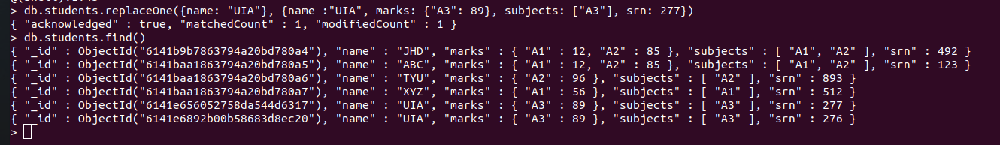 > db.students.replaceOne({name: "UIA"}, {name :"UIA", marks: {"A3": 89}, subjects: ["A3"], srn: 277})
{ "acknowledged" : true, "matchedCount" : 1, "modifiedCount" : 1 }
> db.students.find()
{ "_id" : ObjectId("6141b9b7863794a20bd780a4"), "name" : "JHD", "marks" : { "A1" : 12, "A2" : 85 }, "subjects" : [ "A1", "A2" ], "srn" : 492 }
{ "_id" : ObjectId("6141baa1863794a20bd780a5"), "name" : "ABC", "marks" : { "A1" : 12, "A2" : 85 }, "subjects" : [ "A1", "A2" ], "srn" : 123 }
{ "_id" : ObjectId("6141baa1863794a20bd780a6"), "name" : "TYU", "marks" : { "A2" : 96 }, "subjects" : [ "A2" ], "srn" : 893 }
{ "_id" : ObjectId("6141baa1863794a20bd780a7"), "name" : "XYZ", "marks" : { "A1" : 56 }, "subjects" : [ "A1" ], "srn" : 512 }
{ "_id" : ObjectId("6141e656052758da544d6317"), "name" : "UIA", "marks" : { "A3" : 89 }, "subjects" : [ "A3" ], "srn" : 277 }
{ "_id" : ObjectId("6141e6892b00b58683d8ec20"), "name" : "UIA", "marks" : { "A3" : 89 }, "subjects" : [ "A3" ], "srn" : 276 }
>